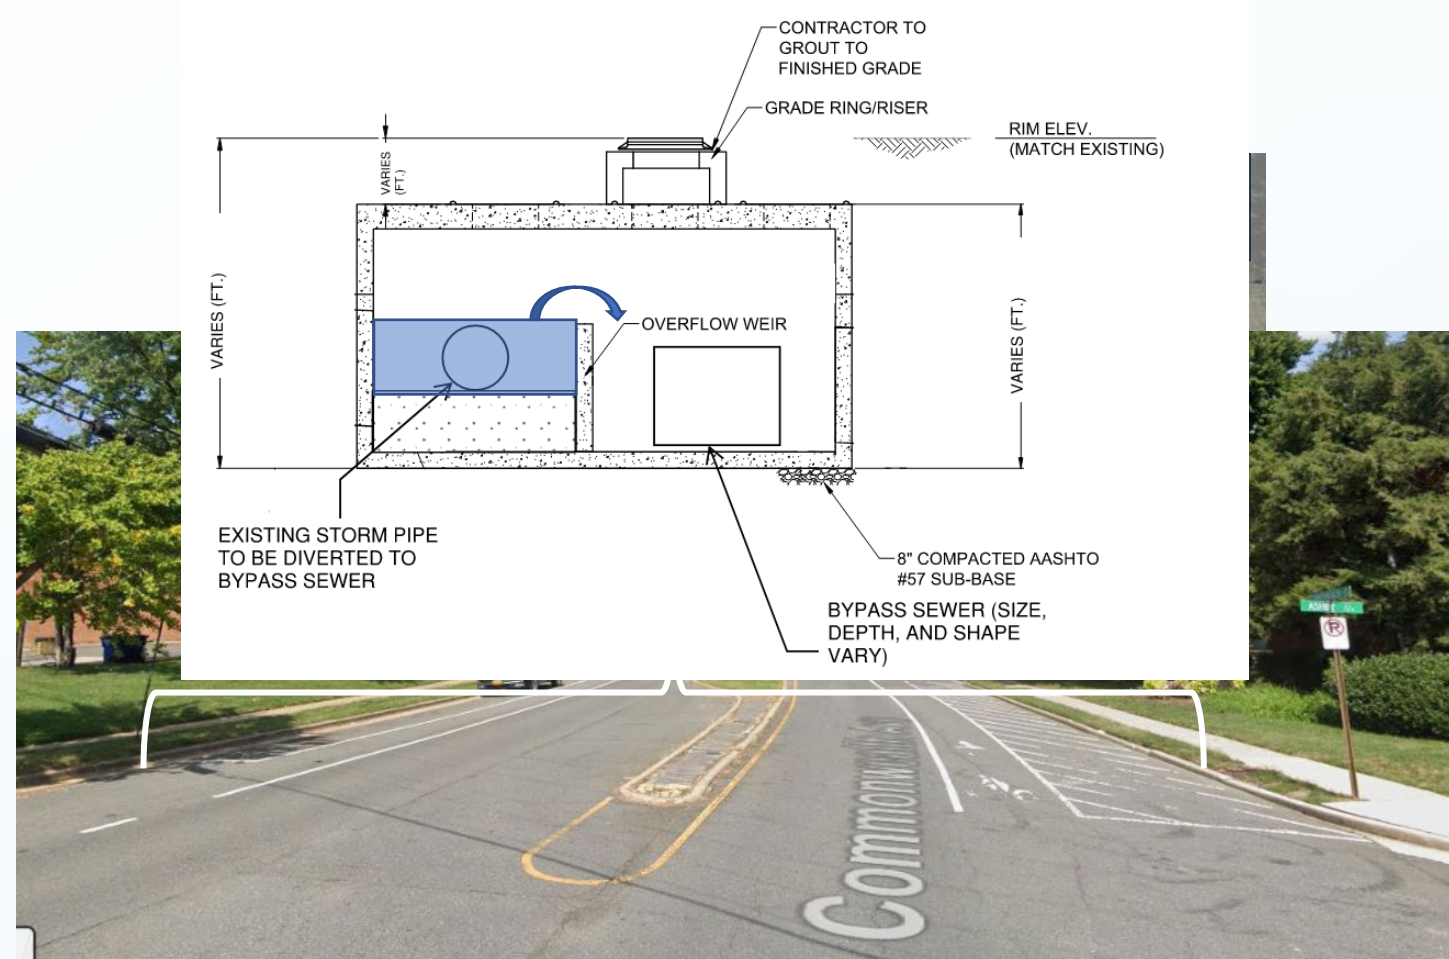 CONTRACTOR TO
GROUT TO
FINISHED GRADE
GRADE RING/RISER
RIM ELEV.
(MATCH EXISTING)
VARIES
(FT.)
VARIES (FT.)
OVERFLOW WEIR
VARIES (FT.)
EXISTING STORM PIPE
TO BE DIVERTED TO
BYPASS SEWER
8" COMPACTED AASHTO
#57 SUB-BASE
BYPASS SEWER (SIZE,
DEPTH, AND SHAPE
VARY)
P